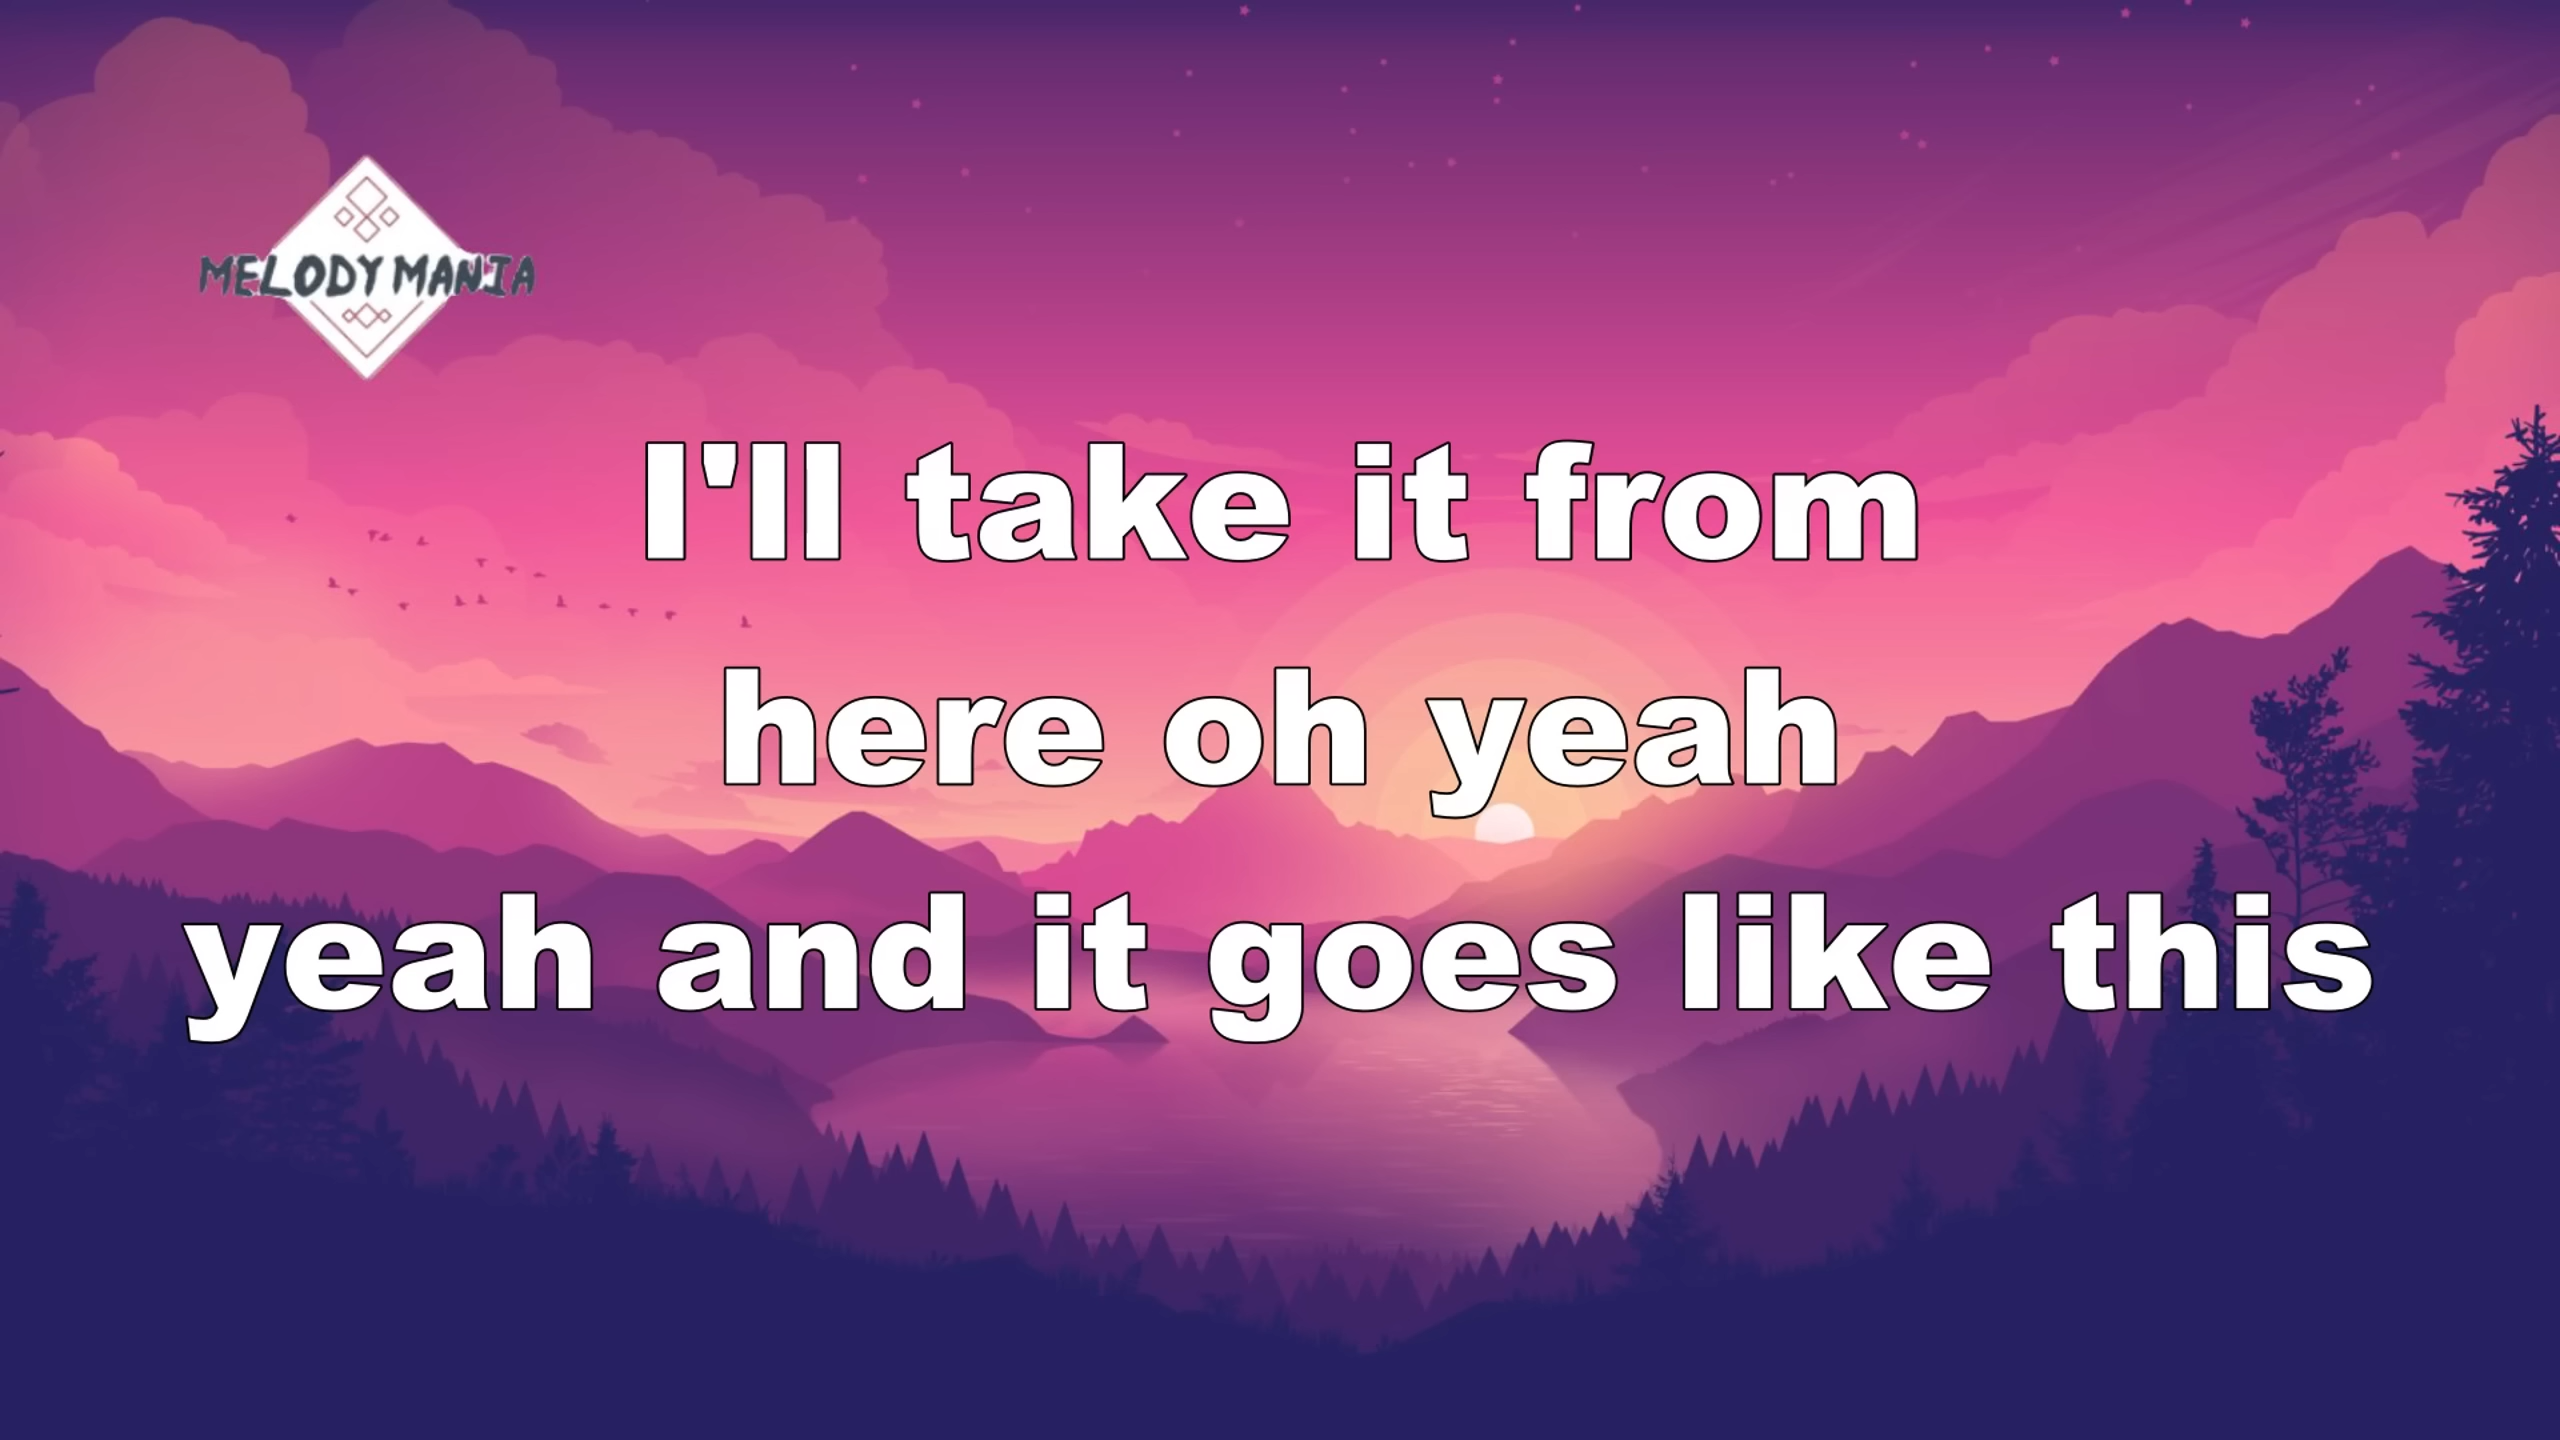 MELODY MANIA
I'll take it from
here oh yeah
yeah and it goes like this